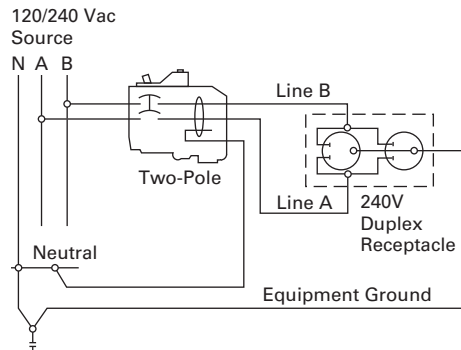 120/240 Vac
Source
N A B
Line B
Two-Pole
Line A
240V
Duplex
Receptacle
Neutral
Equipment Ground